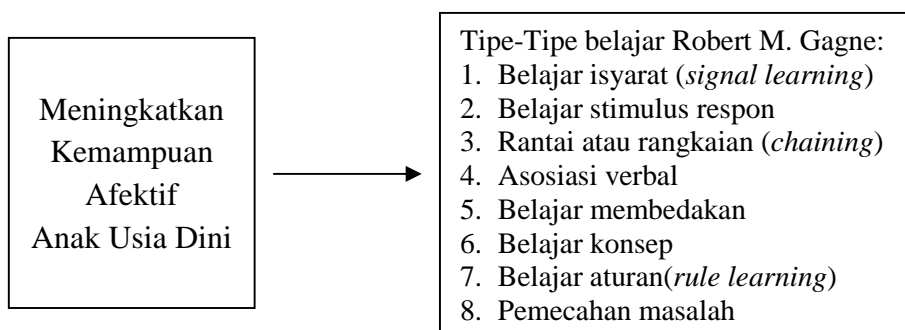 Meningkatkan
Kemampuan
Afektif
Anak Usia Dini
Tipe-Tipe belajar Robert M. Gagne:
1. Belajar isyarat (signal learning)
2. Belajar stimulus respon
3. Rantai atau rangkaian (chaining)
4. Asosiasi verbal
5. Belajar membedakan
6. Belajar konsep
7. Belajar aturan(rule learning)
8. Pemecahan masalah